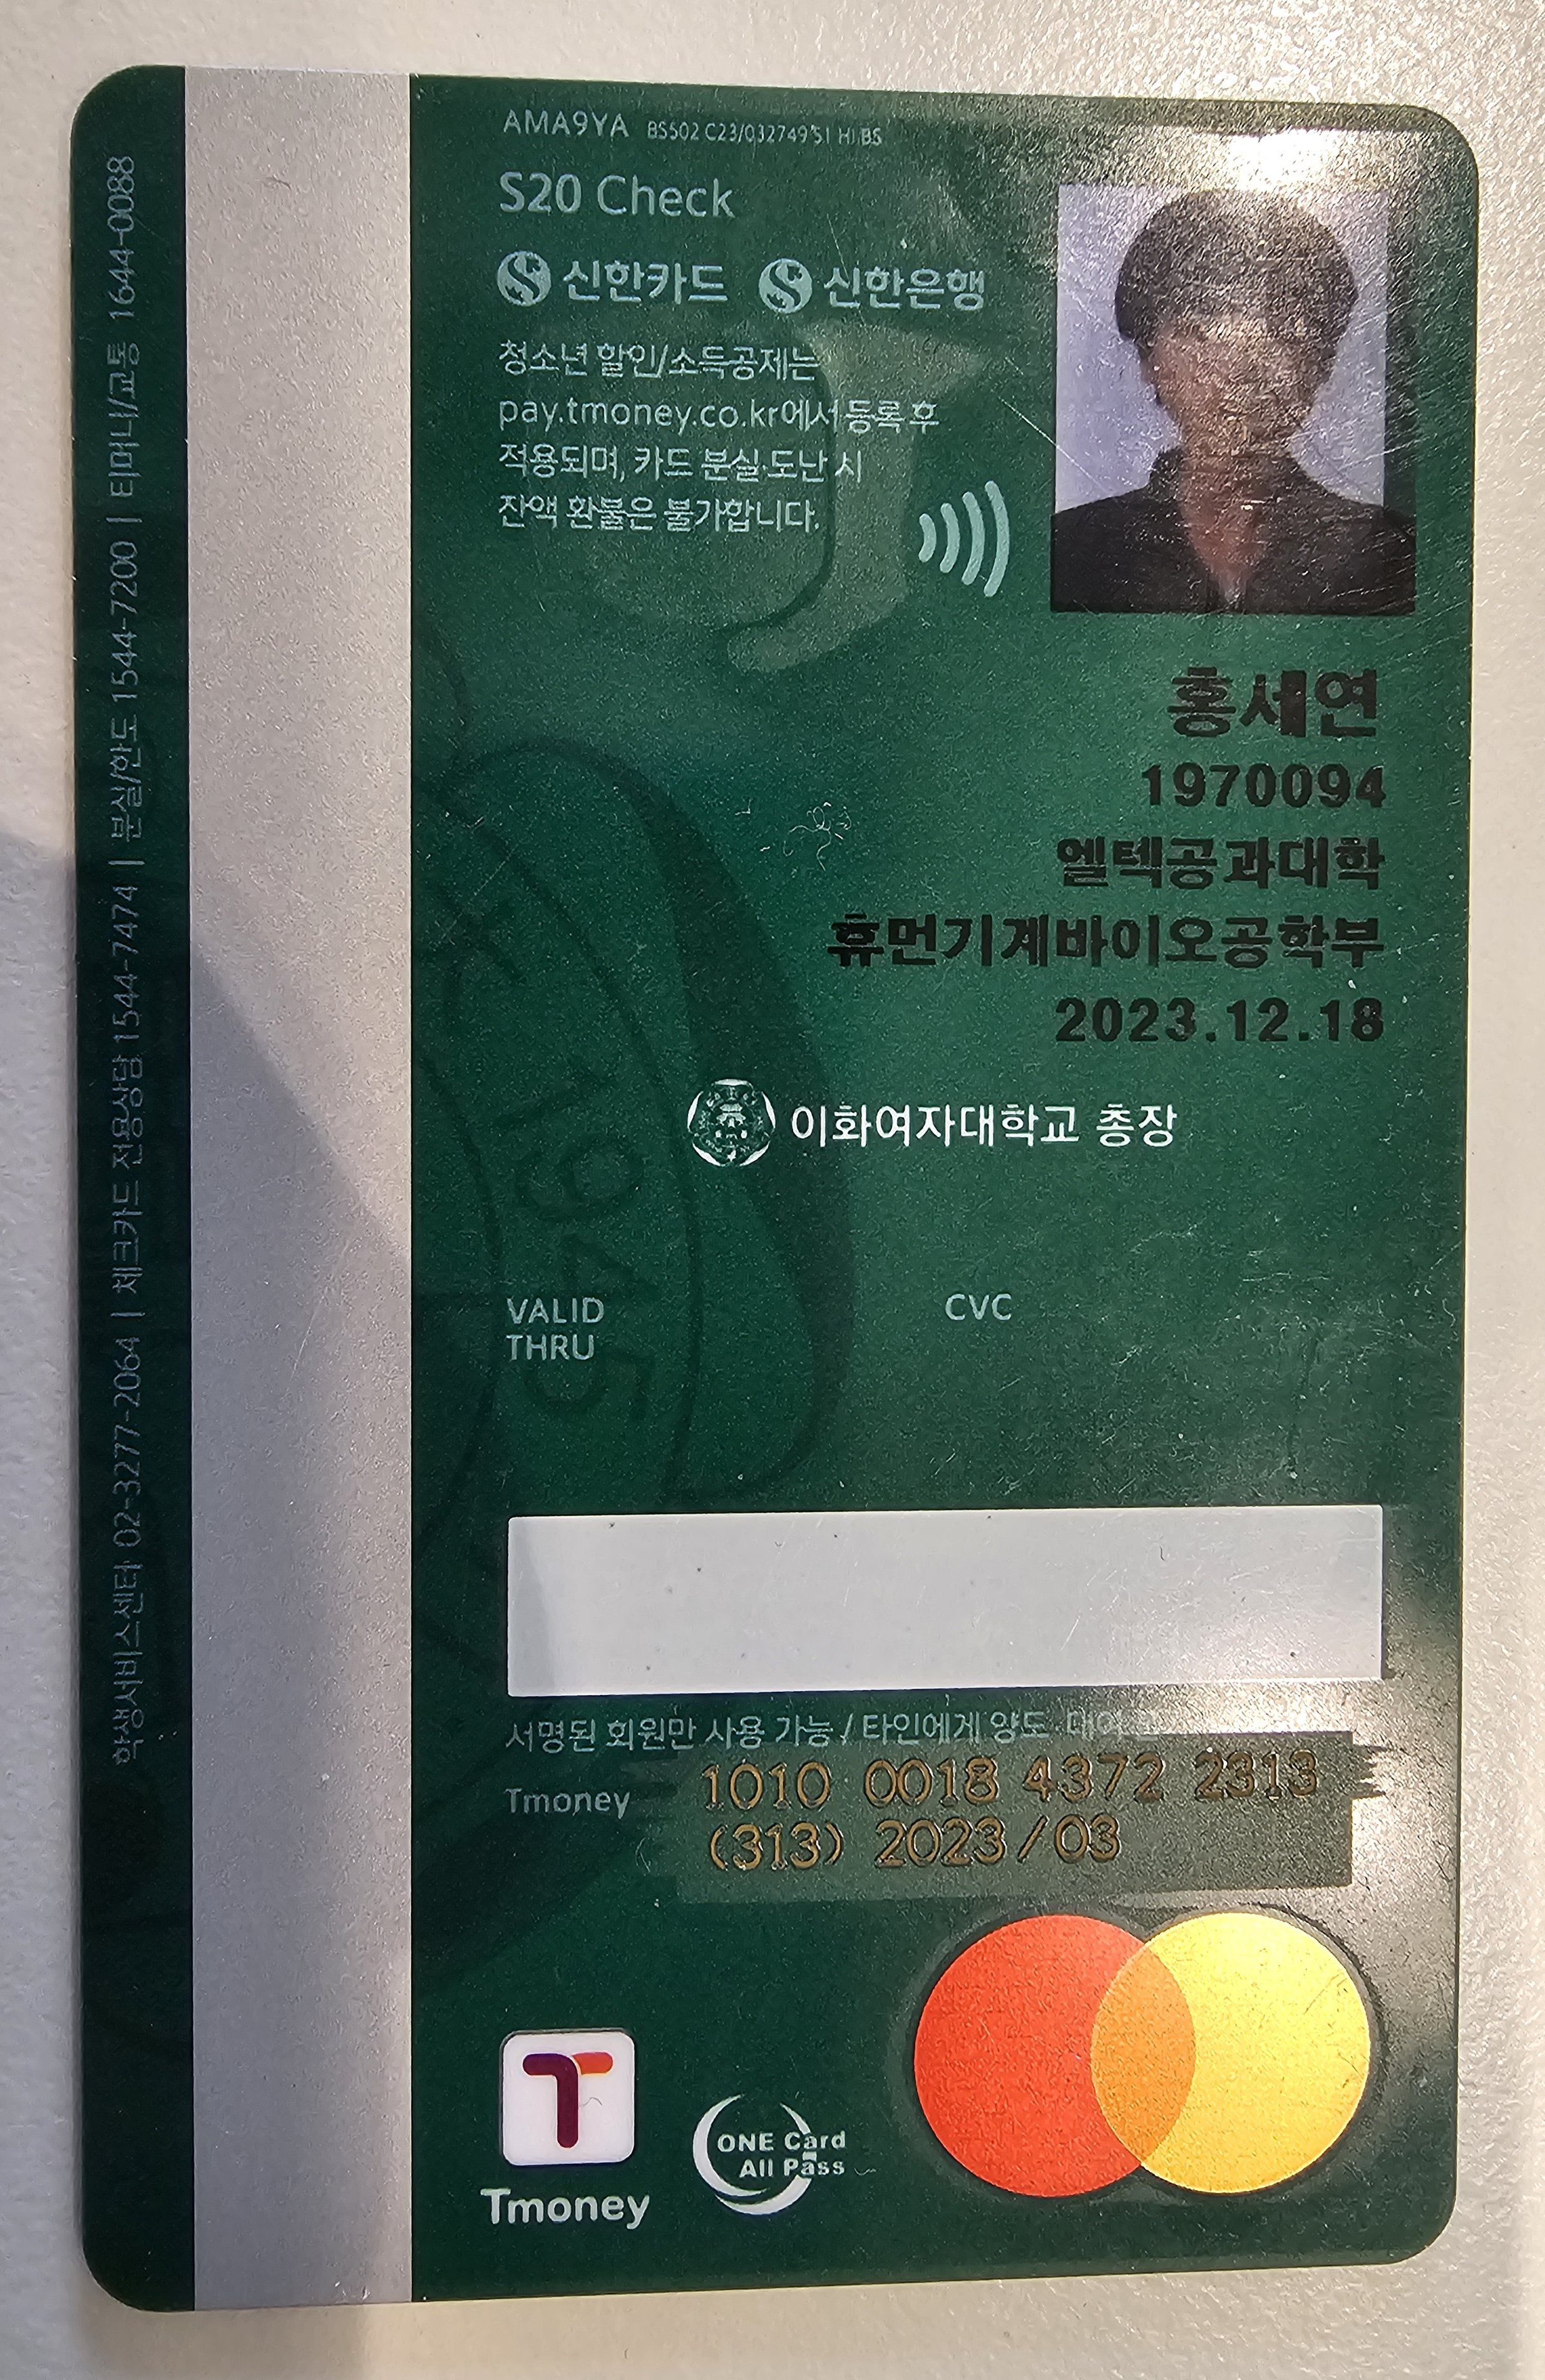 AMA9YA BS502 C23/03274951 HI BS
S20 Check
신한카드 신한은행
청소년 할인/소득공제는
pay.tmoney.co.kr에서 등록 후
적용되며, 카드 분실·도난 시
잔액 환불은 불가합니다.
홍세연
1970094
엘텍공과대학
휴먼기계바이오공학부
2023.12.18
이화여자대학교 총장
VALID
THRU
CVC
서명된 회원만 사용 가능 / 타인에게 양도 대여
Tmoney
1010 0018 4372 2313
(313) 2023/03
Tmoney
ONE Card
All Pass
학생서비스센터 02-3277-2064 | 체크카드 전용상담 1544-7474 | 분실/한도 1544-7200 | 티머니/교통 1644-0088